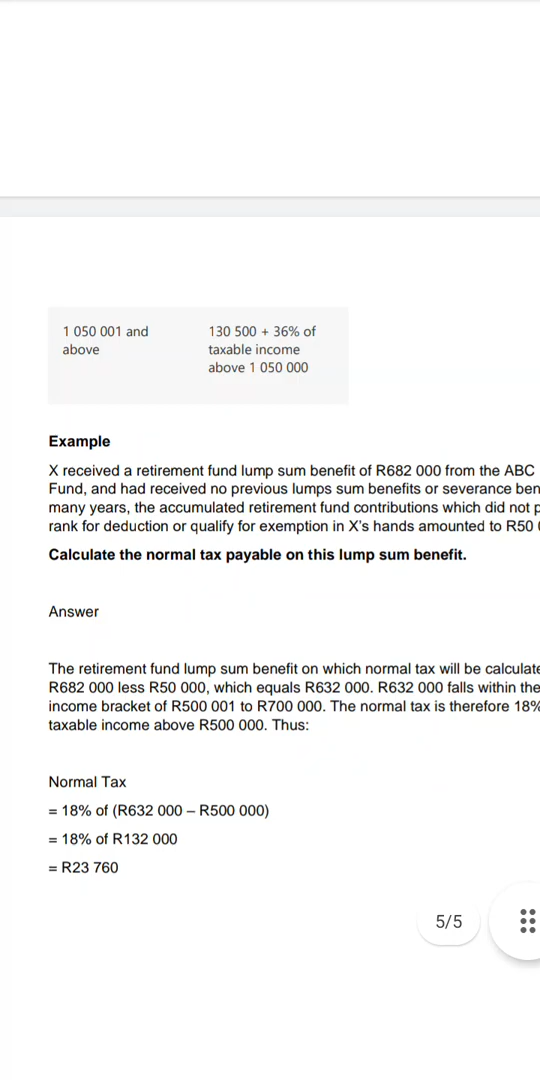 1 050 001 and above
130 500 + 36% of taxable income above 1 050 000
Example
X received a retirement fund lump sum benefit of R682 000 from the ABC
Fund, and had received no previous lumps sum benefits or severance ben
many years, the accumulated retirement fund contributions which did not p
rank for deduction or qualify for exemption in X's hands amounted to R50
Calculate the normal tax payable on this lump sum benefit.
Answer
The retirement fund lump sum benefit on which normal tax will be calculate
R682 000 less R50 000, which equals R632 000. R632 000 falls within the
income bracket of R500 001 to R700 000. The normal tax is therefore 18%
taxable income above R500 000. Thus:
Normal Tax
= 18% of (R632 000 – R500 000)
= 18% of R132 000
= R23 760
5/5